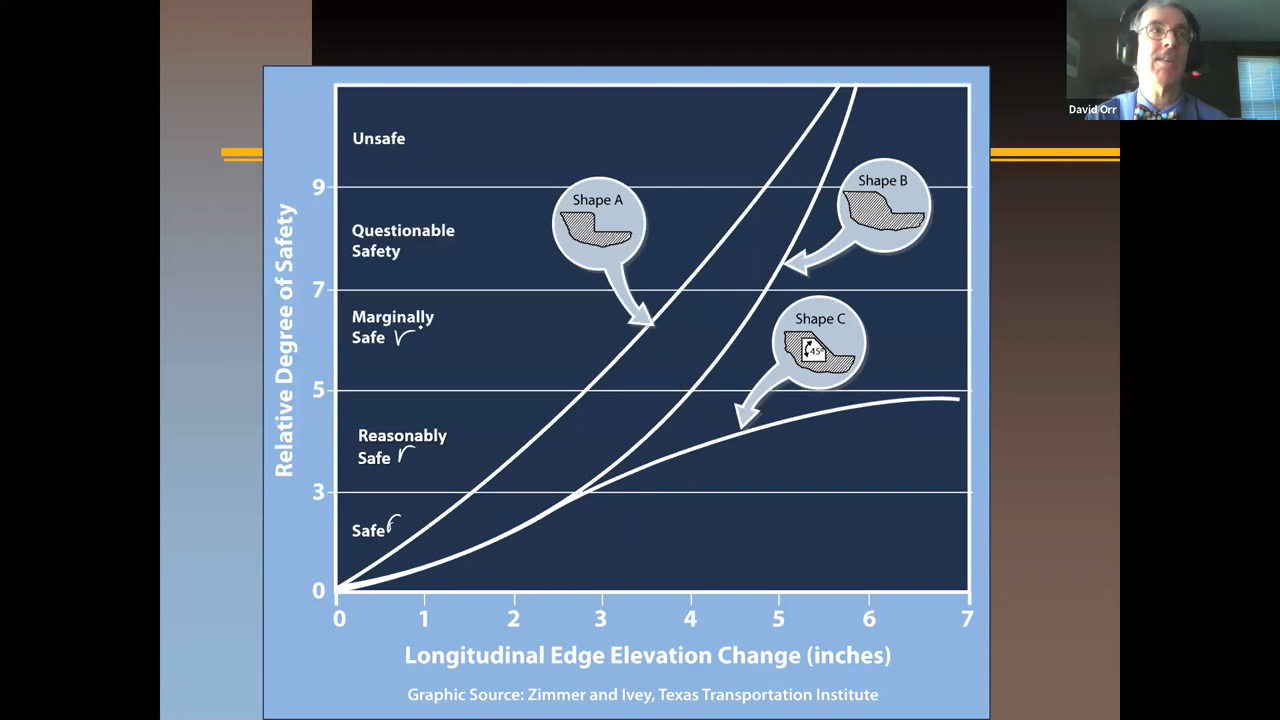 David Orr
Unsafe
9
Questionable
Safety
7
Marginally
Safe
5
Reasonably
Safe
3
Safe
0
Relative Degree of Safety
Shape A
Shape B
Shape C
45°
0 1 2 3 4 5 6 7
Longitudinal Edge Elevation Change (inches)
Graphic Source: Zimmer and Ivey, Texas Transportation Institute